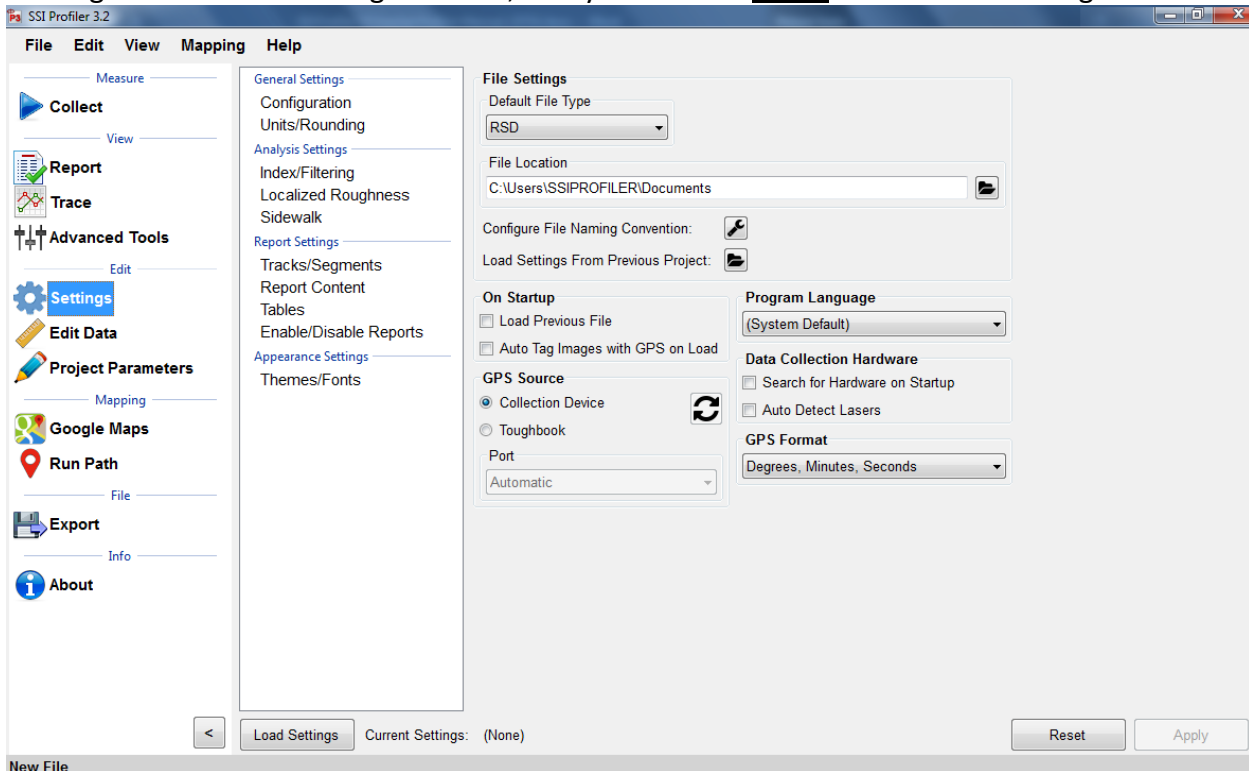 SSI Profiler 3.2
File Edit View Mapping Help
Measure
Collect
View
Report
Trace
Advanced Tools
Edit
Settings
Edit Data
Project Parameters
Mapping
Google Maps
Run Path
File
Export
Info
About
<
General Settings
Configuration
Units/Rounding
Analysis Settings
Index/Filtering
Localized Roughness
Sidewalk
Report Settings
Tracks/Segments
Report Content
Tables
Enable/Disable Reports
Appearance Settings
Themes/Fonts
File Settings
Default File Type
RSD
File Location
C:\Users\SSIPROFILER\Documents
Configure File Naming Convention:
Load Settings From Previous Project:
On Startup
Load Previous File
Auto Tag Images with GPS on Load
GPS Source
Collection Device
Toughbook
Port
Automatic
Program Language
(System Default)
Data Collection Hardware
Search for Hardware on Startup
Auto Detect Lasers
GPS Format
Degrees, Minutes, Seconds
Load Settings Current Settings: (None) Reset Apply
New File